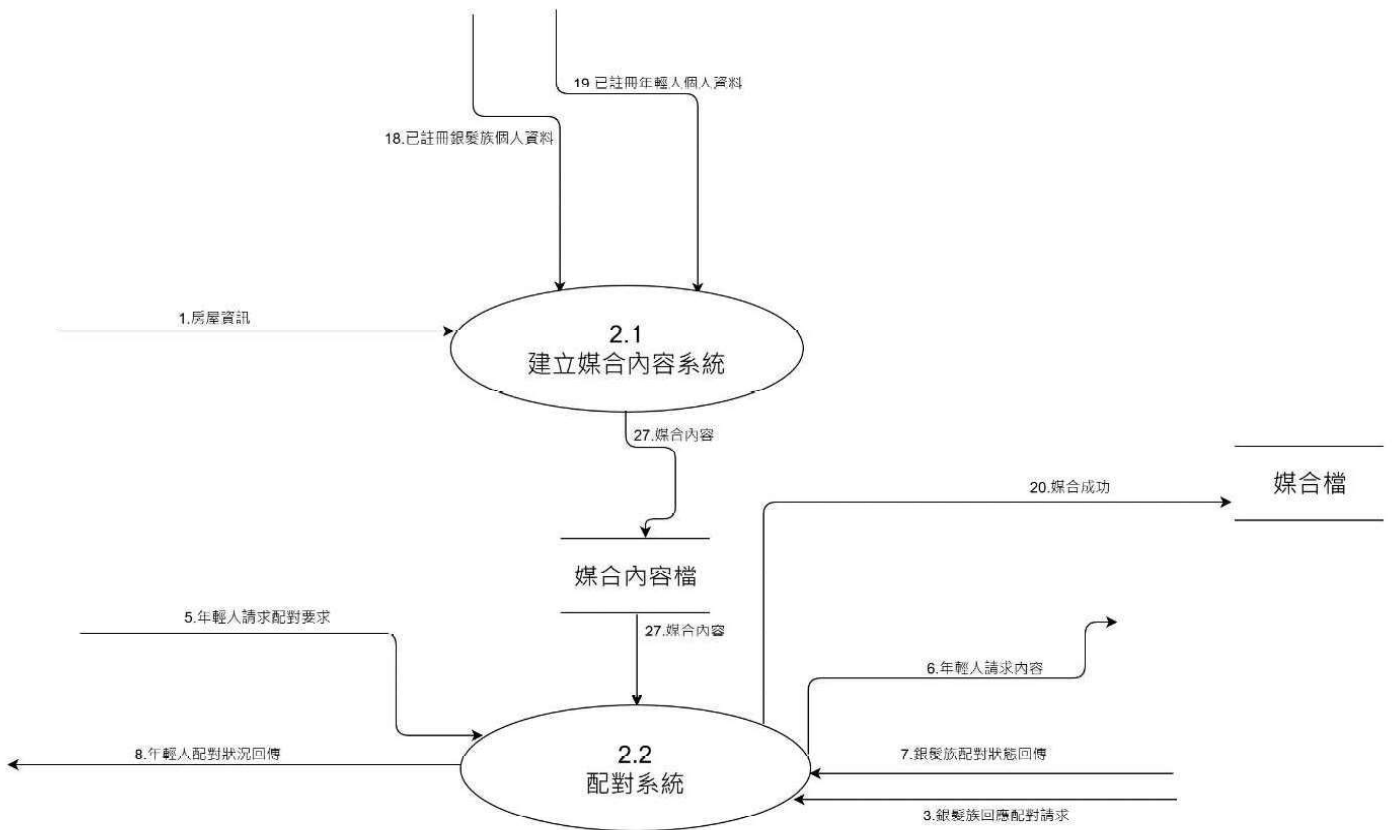 19 已註冊年輕人個人資料
18.已註冊銀髮族個人資料
1.房屋資訊
2.1
建立媒合內容系統
27.媒合內容
20.媒合成功
媒合檔
媒合內容檔
5.年輕人請求配對要求
27.媒合內容
6.年輕人請求內容
8.年輕人配對狀況回傳
2.2
配對系統
7.銀髮族配對狀態回傳
3.銀髮族回應配對請求